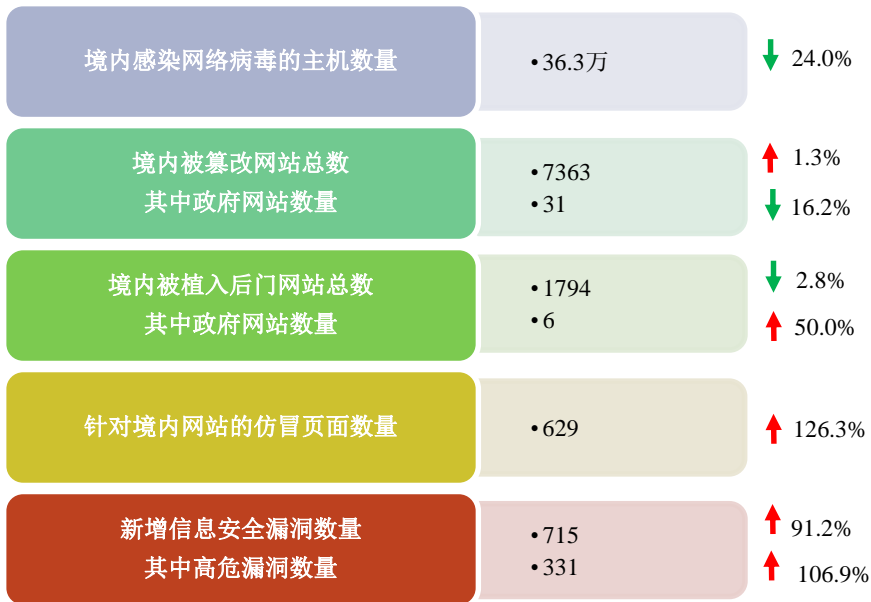 境内感染网络病毒的主机数量
•36.3万
24.0%
境内被篡改网站总数
其中政府网站数量
•7363
•31
1.3%
16.2%
境内被植入后门网站总数
其中政府网站数量
•1794
•6
2.8%
50.0%
针对境内网站的仿冒页面数量
•629
126.3%
新增信息安全漏洞数量
其中高危漏洞数量
•715
•331
91.2%
106.9%